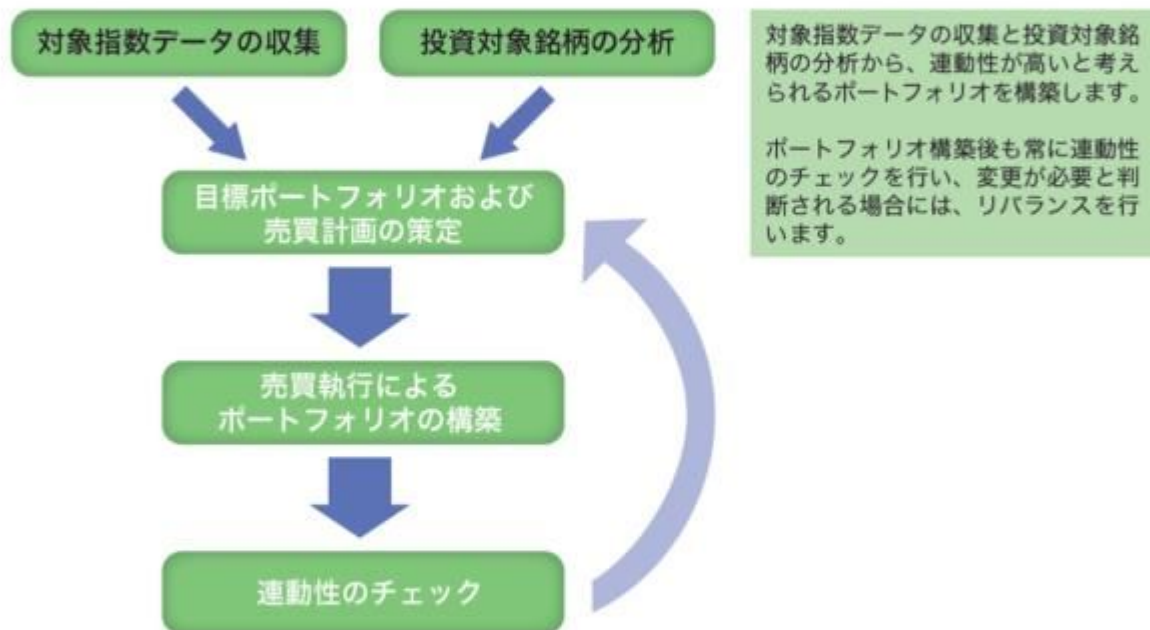 対象指数データの収集
投資対象銘柄の分析
対象指数データの収集と投資対象銘
柄の分析から、連動性が高いと考え
られるポートフォリオを構築します。
ポートフォリオ構築後も常に連動性
のチェックを行い、変更が必要と判
断される場合には、リバランスを行
います。
目標ポートフォリオおよび
売買計画の策定
売買執行による
ポートフォリオの構築
連動性のチェック